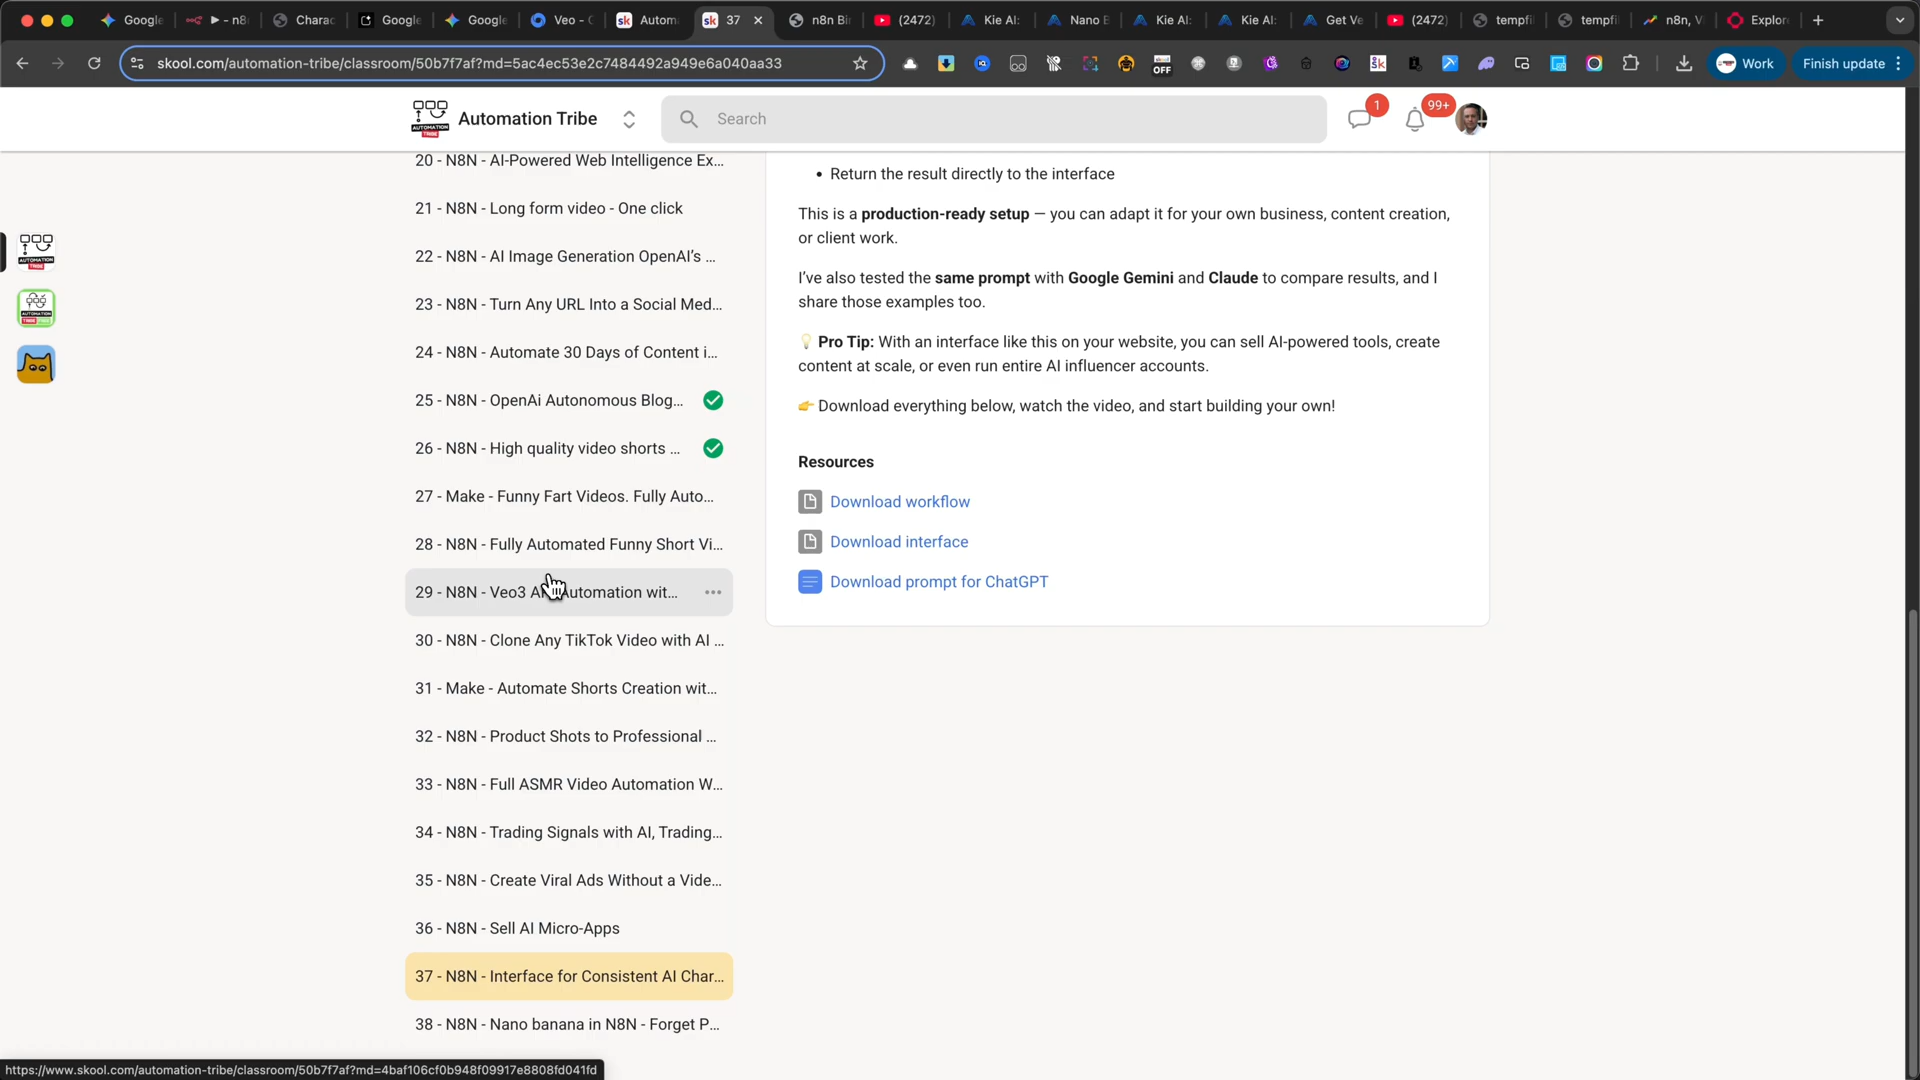 Google
▶ - n8
Charac
Google
Google
Veo - G
Autom
37
n8n Bi
(2472)
Kie AI:
Nano B
Kie AI:
Kie AI:
Get Ve
(2472)
tempfi
tempfi
n8n, V
Explor
skool.com/automation-tribe/classroom/50b7f7af?md=5ac4ec53e2c7484492a949e6a040aa33
OFF
Work
Finish update
Automation Tribe
Search
1
99+
20 - N8N - AI-Powered Web Intelligence Ex...
21 - N8N - Long form video - One click
22 - N8N - AI Image Generation OpenAI’s ...
23 - N8N - Turn Any URL Into a Social Med...
24 - N8N - Automate 30 Days of Content i...
25 - N8N - OpenAi Autonomous Blog...
26 - N8N - High quality video shorts ...
27 - Make - Funny Fart Videos. Fully Auto...
28 - N8N - Fully Automated Funny Short Vi...
29 - N8N - Veo3 Automation wit...
30 - N8N - Clone Any TikTok Video with AI ...
31 - Make - Automate Shorts Creation wit...
32 - N8N - Product Shots to Professional ...
33 - N8N - Full ASMR Video Automation W...
34 - N8N - Trading Signals with AI, Trading...
35 - N8N - Create Viral Ads Without a Vide...
36 - N8N - Sell AI Micro-Apps
37 - N8N - Interface for Consistent AI Char...
38 - N8N - Nano banana in N8N - Forget P...
• Return the result directly to the interface
This is a production-ready setup — you can adapt it for your own business, content creation,
or client work.
I’ve also tested the same prompt with Google Gemini and Claude to compare results, and I
share those examples too.
💡 Pro Tip: With an interface like this on your website, you can sell AI-powered tools, create
content at scale, or even run entire AI influencer accounts.
👉 Download everything below, watch the video, and start building your own!
Resources
Download workflow
Download interface
Download prompt for ChatGPT
https://www.skool.com/automation-tribe/classroom/50b7f7af?md=4baf106cf0b948f09917e8808fd041fd